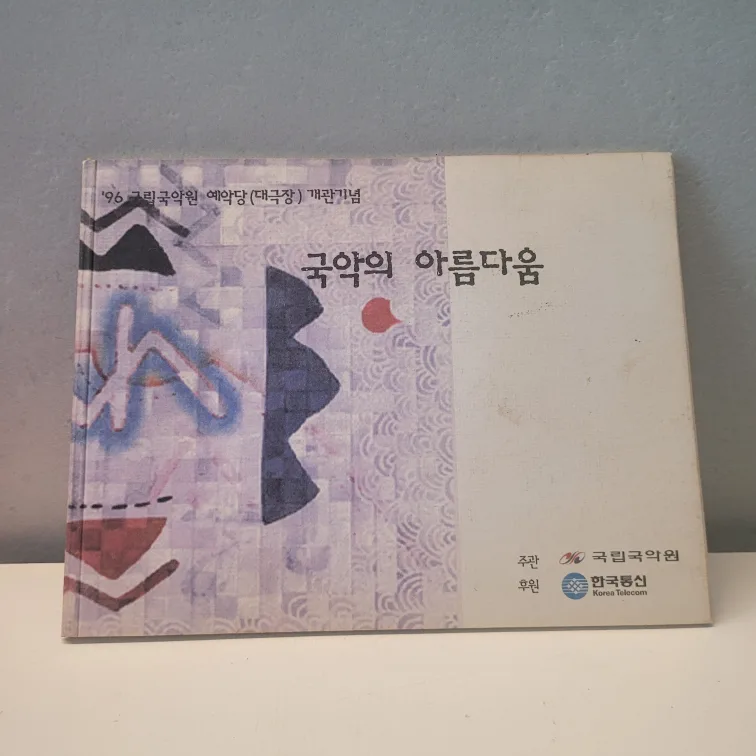 '96 국립국악원 예악당(대극장) 개관기념
국악의 아름다움
주관 국립국악원
후원 한국통신
Korea Telecom